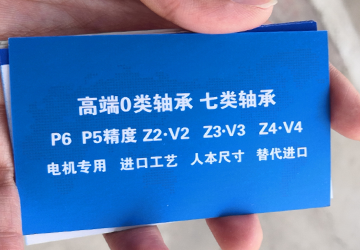 高端0类轴承 七类轴承
P6 P5精度 Z2·V2 Z3·V3 Z4·V4
电机专用 进口工艺 人本尺寸 替代进口